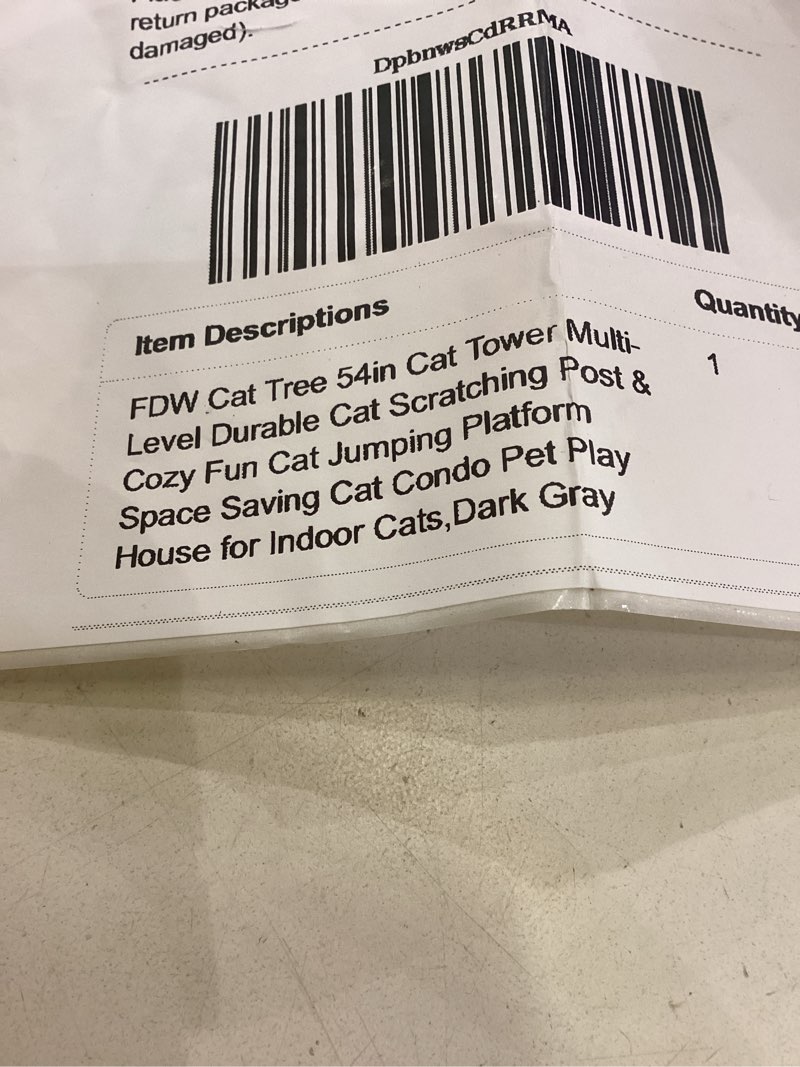 return packag
damaged).
DpbnwsCdRRMA
Item Descriptions
Quantity
FDW Cat Tree 54in Cat Tower Multi-
Level Durable Cat Scratching Post &
Cozy Fun Cat Jumping Platform
Space Saving Cat Condo Pet Play
House for Indoor Cats,Dark Gray
1